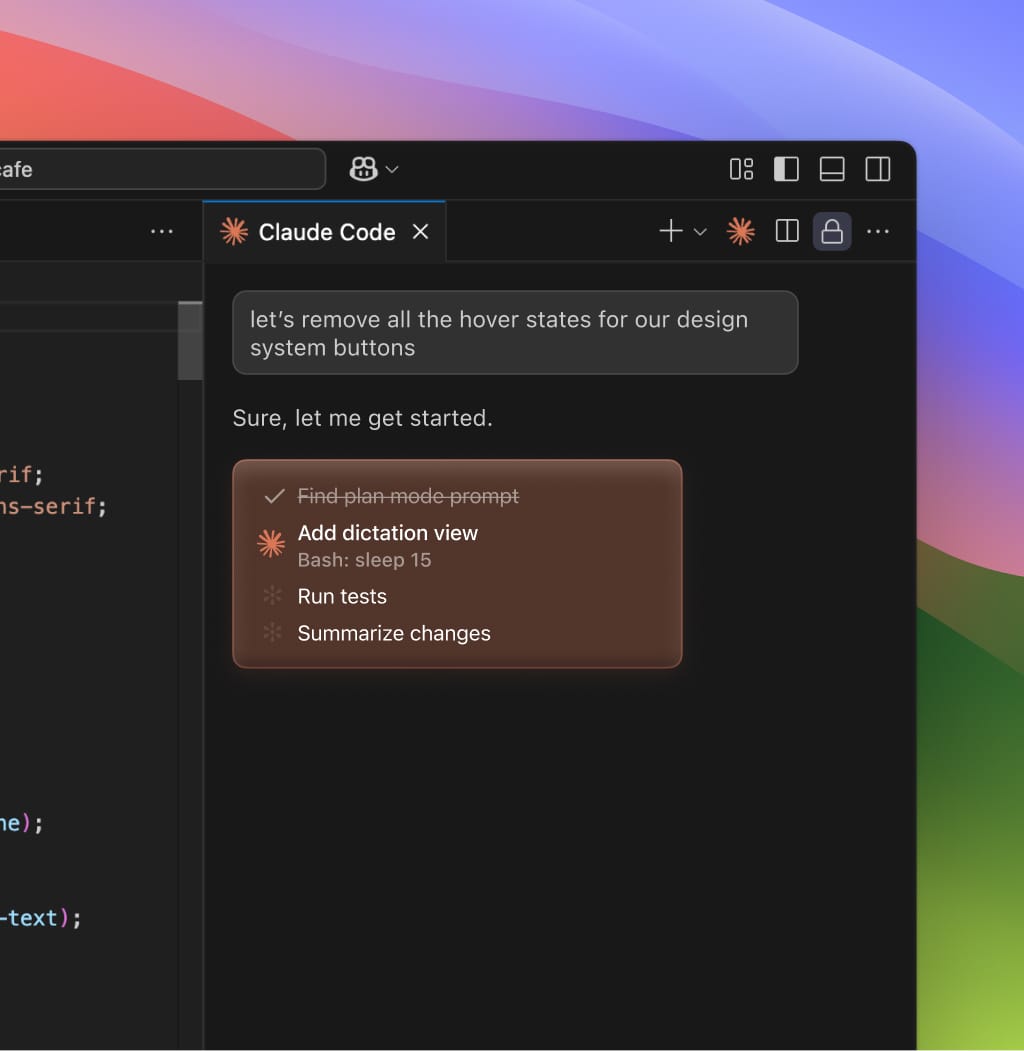 cafe
Claude Code
let’s remove all the hover states for our design
system buttons
Sure, let me get started.
Find plan mode prompt
Add dictation view
Bash: sleep 15
Run tests
Summarize changes
rif;
ns-serif;
ne);
-text);